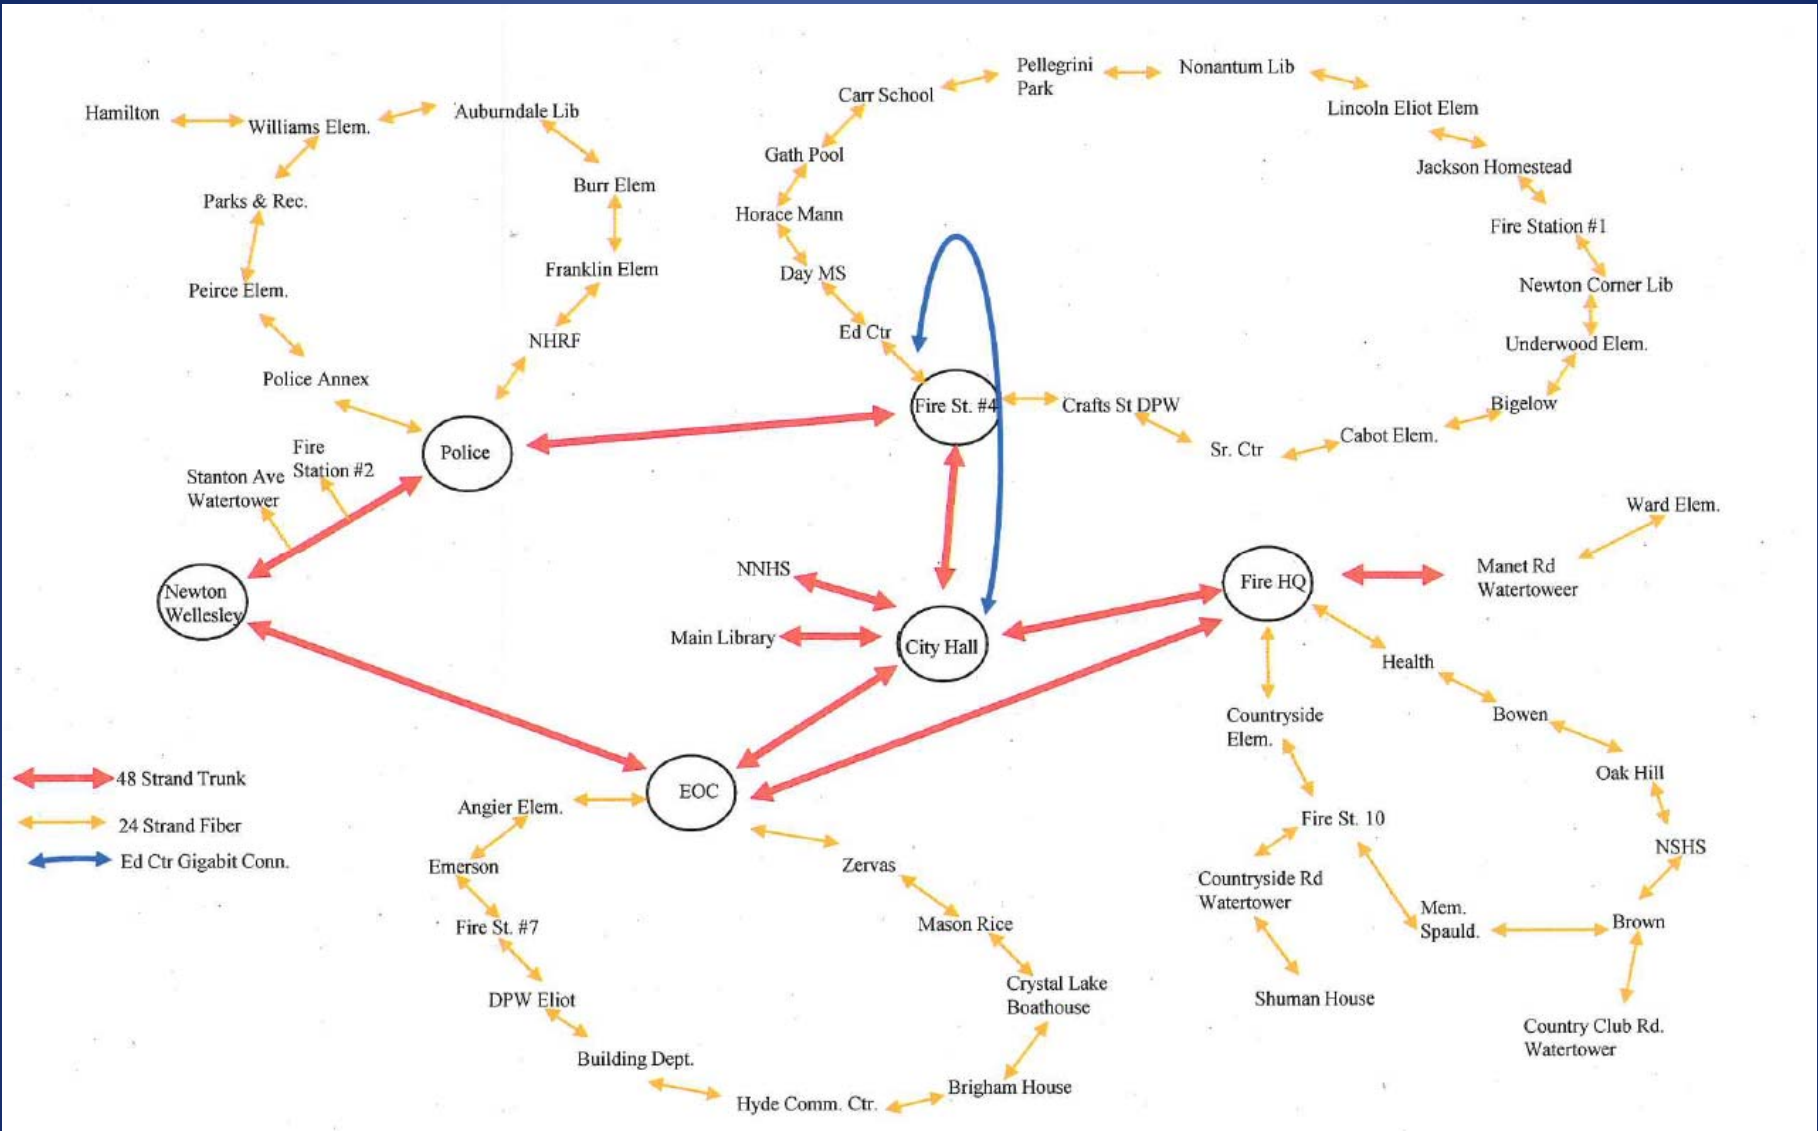 Pellegrini
Park
Nonantum Lib
Carr School
Hamilton
Williams Elem.
Auburndale Lib
Lincoln Eliot Elem
Gath Pool
Jackson Homestead
Burr Elem
Parks & Rec.
Horace Mann
Fire Station #1
Franklin Elem
Day MS
Peirce Elem.
Newton Corner Lib
NHRF
Ed Ctr
Underwood Elem.
Police Annex
Fire St. #4
Crafts St DPW
Bigelow
Cabot Elem.
Sr. Ctr
Police
Fire
Station #2
Stanton Ave
Watertower
Ward Elem.
NNHS
Fire HQ
Manet Rd
Watertoweer
Newton
Wellesley
Main Library
City Hall
Health
Countryside
Elem.
Bowen
Oak Hill
48 Strand Trunk
EOC
Angier Elem.
24 Strand Fiber
Fire St. 10
Ed Ctr Gigabit Conn.
Emerson
Zervas
NSHS
Countryside Rd
Watertower
Fire St. #7
Mason Rice
Mem.
Spauld.
Brown
DPW Eliot
Crystal Lake
Boathouse
Shuman House
Country Club Rd.
Watertower
Building Dept.
Brigham House
Hyde Comm. Ctr.